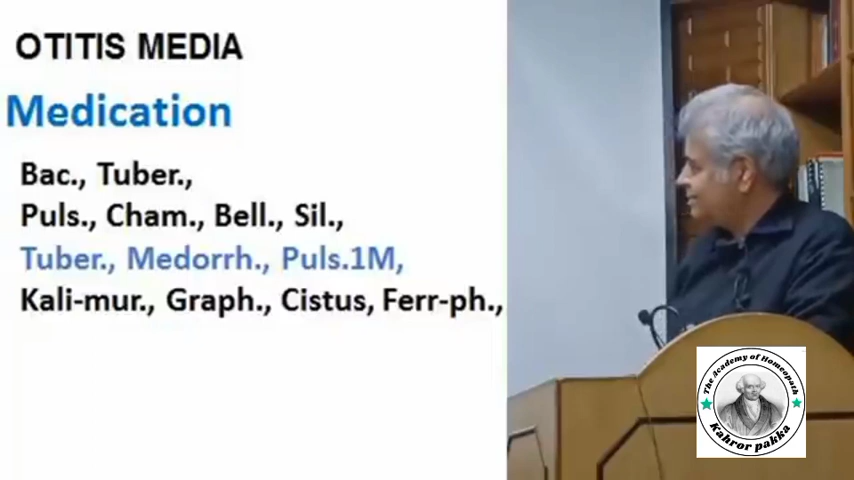 OTITIS MEDIA
Medication
Bac., Tuber.,
Puls., Cham., Bell., Sil.,
Tuber., Medorrh., Puls.1M,
Kali-mur., Graph., Cistus, Ferr-ph.,
The Academy of Homeopath
Kahror pakka